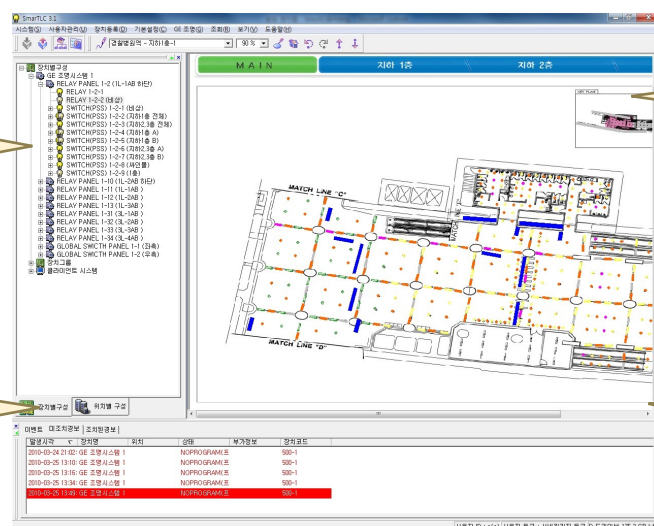 SmarTLC 3.1
시스템(S) 사용자관리(U) 장치등록(D) 기본설정(C) GE 조명(G) 조회(R) 보기(V) 도움말(H)
경찰병원역 - 지하1층-1 90 %
MAIN 지하 1층 지하 2층
장치별구성
GE 조명시스템 1
RELAY PANEL 1-2 (1L-1AB 하단)
RELAY 1-2-1
RELAY 1-2-2 (비상)
SWITCH(PSS) 1-2-1 (비상)
SWITCH(PSS) 1-2-2 (지하1층 전체)
SWITCH(PSS) 1-2-3 (지하2,3층 전체)
SWITCH(PSS) 1-2-4 (지하1층 A)
SWITCH(PSS) 1-2-5 (지하1층 B)
SWITCH(PSS) 1-2-6 (지하2,3층 A)
SWITCH(PSS) 1-2-7 (지하2,3층 B)
SWITCH(PSS) 1-2-8 (싸인물)
SWITCH(PSS) 1-2-9 (1층)
RELAY PANEL 1-10 (1L-2AB 하단)
RELAY PANEL 1-11 (1L-1AB )
RELAY PANEL 1-12 (1L-2AB )
RELAY PANEL 1-13 (1L-3AB )
RELAY PANEL 1-31 (3L-1AB )
RELAY PANEL 1-32 (3L-2AB )
RELAY PANEL 1-33 (3L-3AB )
RELAY PANEL 1-34 (3L-4AB )
GLOBAL SWICTH PANEL 1-1 (좌측)
GLOBAL SWICTH PANEL 1-2 (우측)
장치그룹
클라이언트 시스템
MATCH LINE "C"
MATCH LINE
MATCH LINE "D"
장치별구성 위치별 구성
이벤트 미조치경보 조치된경보
발생시각 장치명 위치 상태 부가정보 장치코드
2010-03-24 21:02: GE 조명시스템 1 NOPROGRAM(프 500-1
2010-03-25 13:10: GE 조명시스템 1 NOPROGRAM(프 500-1
2010-03-25 13:16: GE 조명시스템 1 NOPROGRAM(프 500-1
2010-03-25 13:34: GE 조명시스템 1 NOPROGRAM(프 500-1
2010-03-25 13:49: GE 조명시스템 1 NOPROGRAM(프 500-1